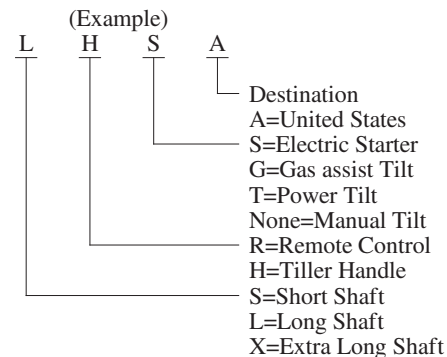 (Example)
L H S A
Destination
A=United States
S=Electric Starter
G=Gas assist Tilt
T=Power Tilt
None=Manual Tilt
R=Remote Control
H=Tiller Handle
S=Short Shaft
L=Long Shaft
X=Extra Long Shaft